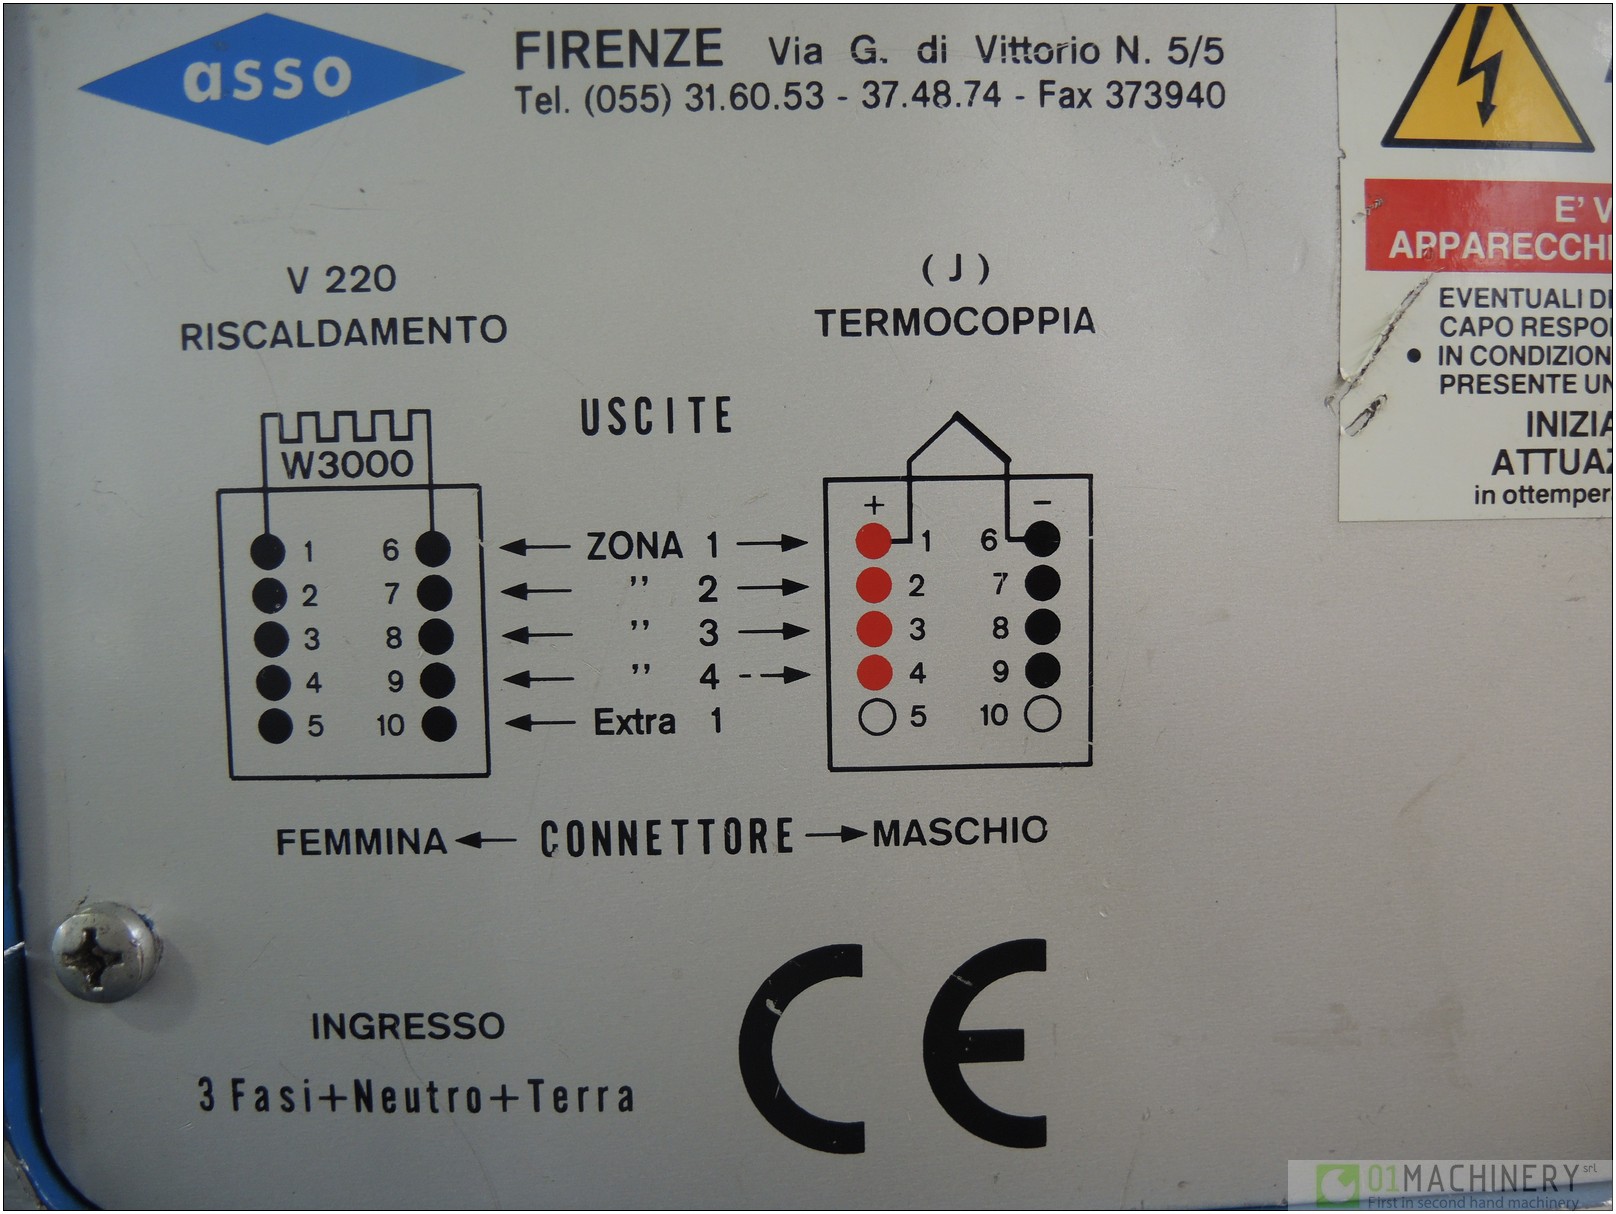 asso
FIRENZE Via G. di Vittorio N. 5/5
Tel. (055) 31.60.53 - 37.48.74 - Fax 373940
E' V
APPARECCHI
EVENTUALI
CAPO RESPO
• IN CONDIZION
PRESENTE UN
INIZIA
ATTUAZ
in ottemper
V 220
RISCALDAMENTO
(J)
TERMOCOPPIA
USCITE
W3000
+ −
1 6 ZONA 1 1 6
2 7 ” 2 2 7
3 8 ” 3 3 8
4 9 ” 4 4 9
5 10 Extra 1 5 10
FEMMINA CONNETTORE MASCHIO
INGRESSO
3 Fasi+Neutro+Terra
CE
01MACHINERY srl
First in second hand machinery